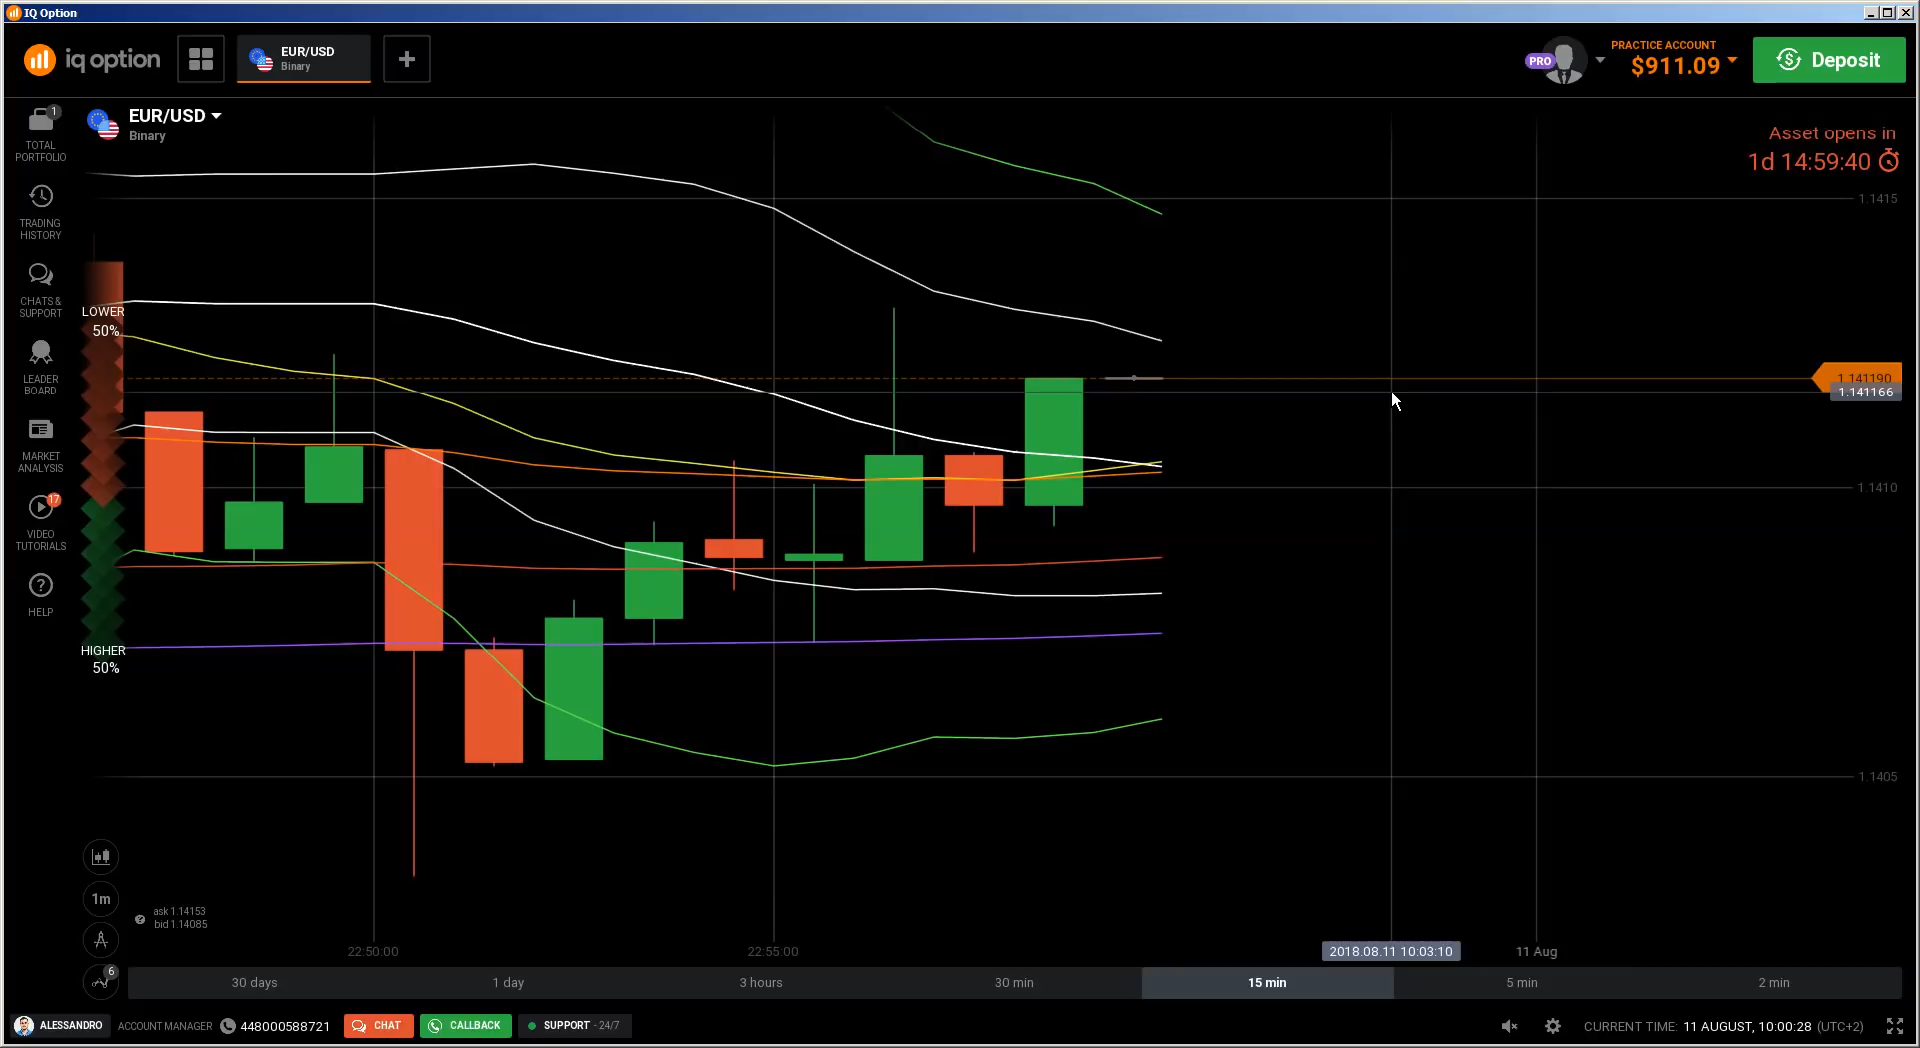 IQ Option
iq option
EUR/USD
Binary
+
PRO
PRACTICE ACCOUNT
$911.09
Deposit
1
TOTAL
PORTFOLIO
TRADING
HISTORY
CHATS &
SUPPORT
LEADER
BOARD
MARKET
ANALYSIS
17
VIDEO
TUTORIALS
?
HELP
EUR/USD
Binary
Asset opens in
1d 14:59:40
1.1415
LOWER
50%
1.141190
1.141166
1.1410
HIGHER
50%
1.1405
1m
6
? ask 1.14153
bid 1.14085
22:50:00
22:55:00
2018.08.11 10:03:10
11 Aug
30 days
1 day
3 hours
30 min
15 min
5 min
2 min
ALESSANDRO ACCOUNT MANAGER 448000588721 CHAT CALLBACK SUPPORT - 24/7
CURRENT TIME: 11 AUGUST, 10:00:28 (UTC+2)